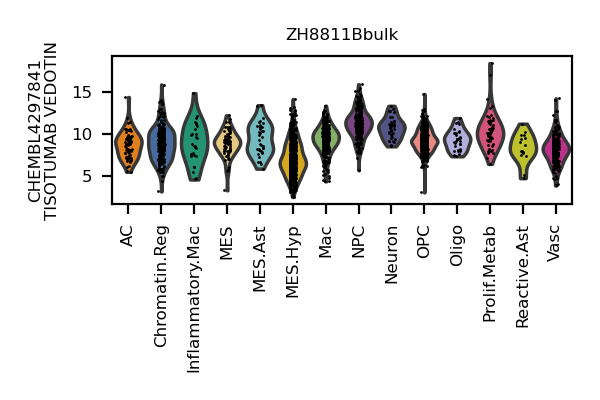 ZH8811Bbulk
CHEMBL4297841
TISOTUMAB VEDOTIN
15
10
5
AC
Chromatin.Reg
Inflammatory.Mac
MES
MES.Ast
MES.Hyp
Mac
NPC
Neuron
OPC
Oligo
Prolif.Metab
Reactive.Ast
Vasc